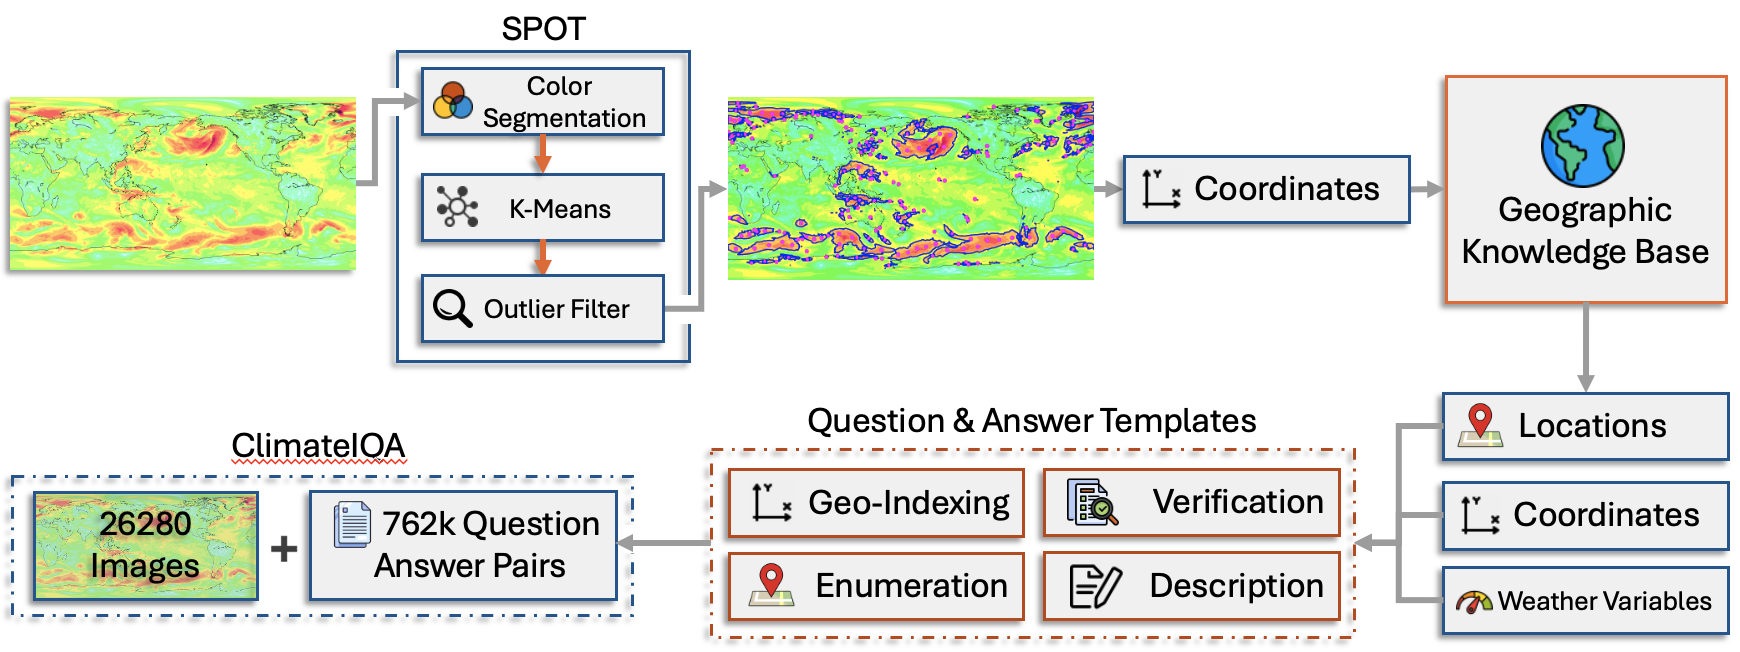 SPOT
Color
Segmentation
K-Means
Outlier Filter
Y
X
Coordinates
Geographic
Knowledge Base
Locations
Y
X
Coordinates
Weather Variables
Question & Answer Templates
Y
X
Geo-Indexing
Verification
Enumeration
Description
ClimateIQA
26280
Images
+
762k Question
Answer Pairs